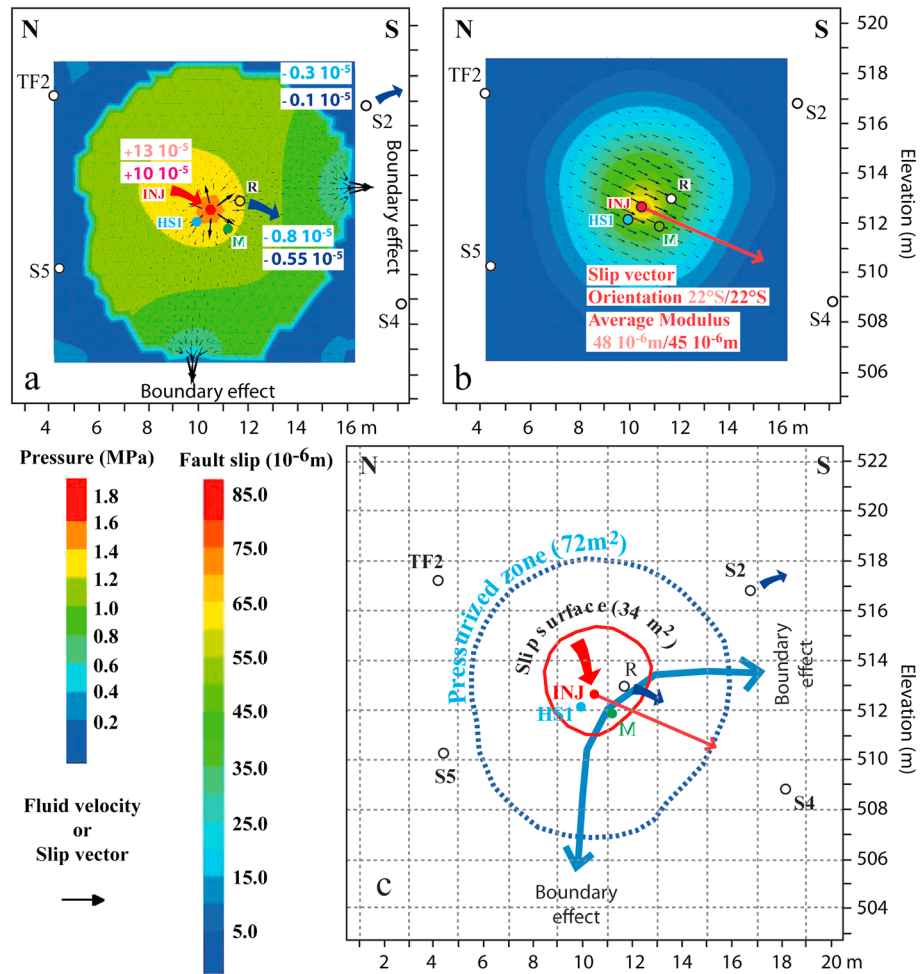 N
S
a
TF2
S2
S5
S4
- 0.3 10-5
- 0.1 10-5
+13 10-5
+10 10-5
INJ
R
HS1
M
- 0.8 10-5
- 0.55 10-5
Boundary effect
Boundary effect
4 6 8 10 12 14 16 m
N
S
b
TF2
S2
S5
S4
R
INJ
HS1
M
Slip vector
Orientation 22°S/22°S
Average Modulus
48 10-6m/45 10-6m
4 6 8 10 12 14 16 m
520
518
516
514
512
510
508
506
Elevation (m)
Pressure (MPa)
1.8
1.6
1.4
1.2
1.0
0.8
0.6
0.4
0.2
Fault slip (10-6m)
85.0
75.0
65.0
55.0
45.0
35.0
25.0
15.0
5.0
Fluid velocity
or
Slip vector
N
S
c
Pressurized zone (72m2)
Slip surface (34 m2)
TF2
S2
R
INJ
HS1
M
S5
S4
Boundary
effect
Boundary
effect
2 4 6 8 10 12 14 16 18 20 m
522
520
518
516
514
512
510
508
506
504
Elevation (m)